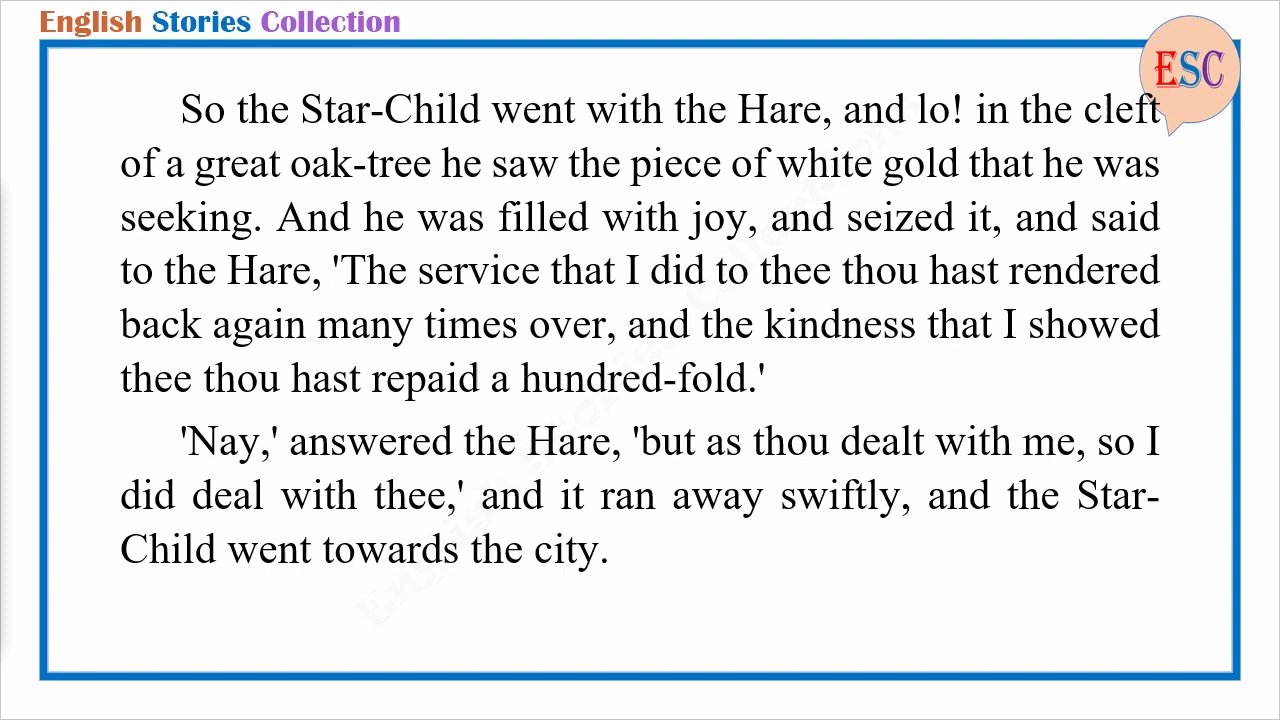 English Stories Collection
ESC
So the Star-Child went with the Hare, and lo! in the cleft
of a great oak-tree he saw the piece of white gold that he was
seeking. And he was filled with joy, and seized it, and said
to the Hare, 'The service that I did to thee thou hast rendered
back again many times over, and the kindness that I showed
thee thou hast repaid a hundred-fold.'
'Nay,' answered the Hare, 'but as thou dealt with me, so I
did deal with thee,' and it ran away swiftly, and the Star-
Child went towards the city.
English Stories Collection